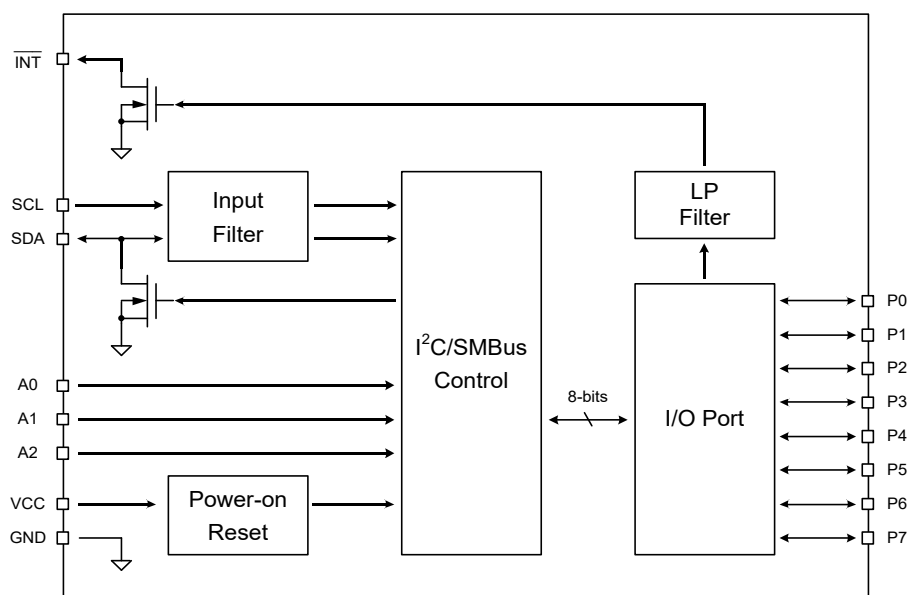 INT
SCL
SDA
A0
A1
A2
VCC
GND
Input
Filter
Power-on
Reset
I²C/SMBus
Control
8-bits
LP
Filter
I/O Port
P0
P1
P2
P3
P4
P5
P6
P7